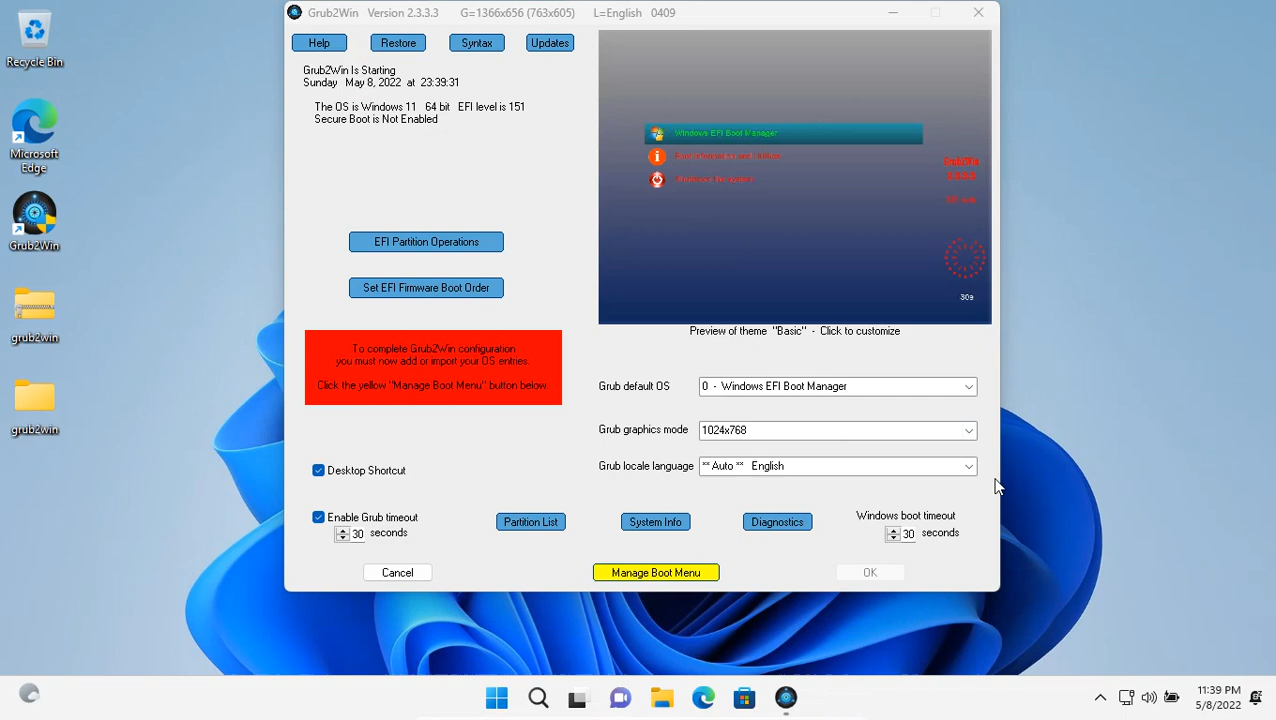 Grub2Win Version 2.3.3.3 G=1366x656 (763x605) L=English 0409
Help Restore Syntax Updates
Grub2Win Is Starting
Sunday May 8, 2022 at 23:39:31
The OS is Windows 11 64 bit EFI level is 151
Secure Boot is Not Enabled
EFI Partition Operations
Set EFI Firmware Boot Order
To complete Grub2Win configuration
you must now add or import your OS entries.
Click the yellow "Manage Boot Menu" button below.
Windows EFI Boot Manager
Grub2Win
30s
Preview of theme "Basic" - Click to customize
Grub default OS 0 - Windows EFI Boot Manager
Grub graphics mode 1024x768
Grub locale language ** Auto ** English
Desktop Shortcut
Enable Grub timeout
30 seconds
Partition List System Info Diagnostics
Windows boot timeout
30 seconds
Cancel Manage Boot Menu OK
Recycle Bin
Microsoft
Edge
Grub2Win
grub2win
grub2win
11:39 PM
5/8/2022